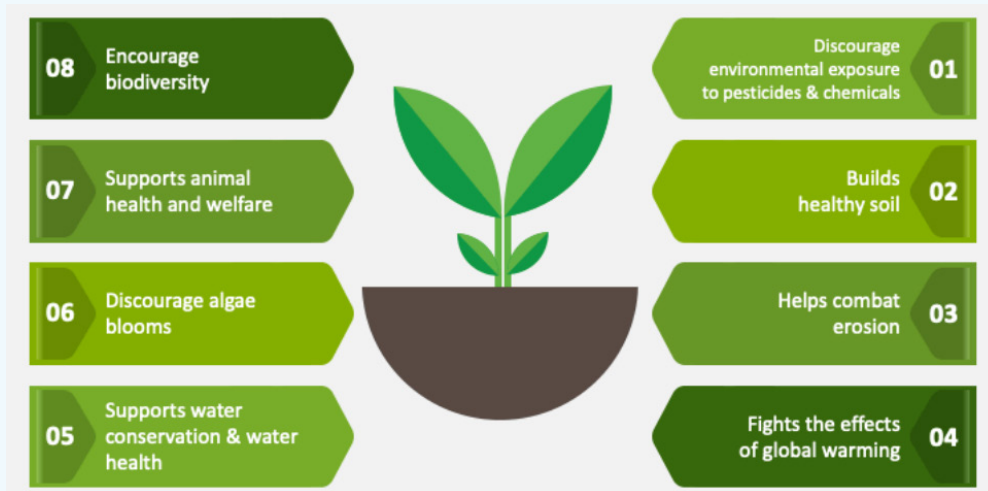 01
Discourage
environmental exposure
to pesticides & chemicals
02
Builds
healthy soil
03
Helps combat
erosion
04
Fights the effects
of global warming
05
Supports water
conservation & water
health
06
Discourage algae
blooms
07
Supports animal
health and welfare
08
Encourage
biodiversity